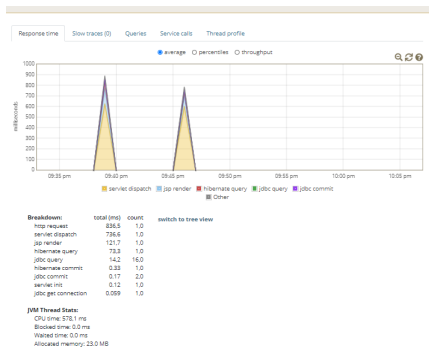 Response time Slow traces (0) Queries Service calls Thread profile
average percentiles throughput
1000
900
800
700
600
500
400
300
200
100
0
milliseconds
09:35 pm 09:40 pm 09:45 pm 09:50 pm 09:55 pm 10:00 pm 10:05 pm
servlet dispatch jsp render hibernate query jdbc query jdbc commit
Other
Breakdown: total (ms) count switch to tree view
http request 836,5 1,0
servlet dispatch 736,6 1,0
jsp render 121,7 1,0
hibernate query 73,3 1,0
jdbc query 14,2 16,0
hibernate commit 0.33 1,0
jdbc commit 0.17 2,0
servlet init 0.12 1,0
jdbc get connection 0.059 1,0
JVM Thread Stats:
CPU time: 578,1 ms
Blocked time: 0.0 ms
Waited time: 0.0 ms
Allocated memory: 23,0 MB